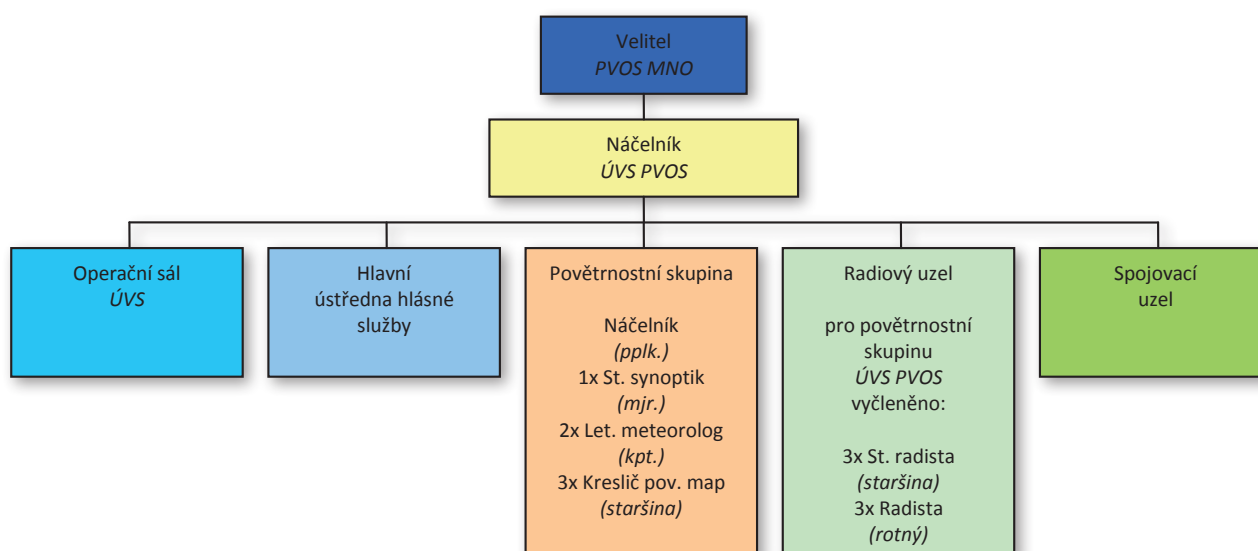 Velitel
PVOS MNO
Náčelník
ÚVS PVOS
Operační sál
ÚVS
Hlavní
ústředna hlásné
služby
Povětrnostní skupina
Náčelník
(pplk.)
1x St. synoptik
(mjr.)
2x Let. meteorolog
(kpt.)
3x Kreslič pov. map
(staršina)
Radiový uzel
pro povětrnostní
skupinu
ÚVS PVOS
vyčleněno:
3x St. radista
(staršina)
3x Radista
(rotný)
Spojovací
uzel